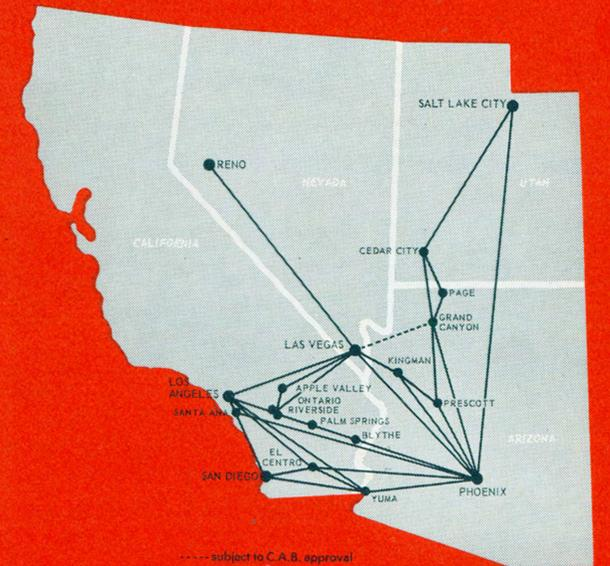 SALT LAKE CITY
RENO
NEVADA
UTAH
CALIFORNIA
CEDAR CITY
PAGE
GRAND
CANYON
LAS VEGAS
KINGMAN
LOS
ANGELES
APPLE VALLEY
ONTARIO
RIVERSIDE
PRESCOTT
SANTA ANA
PALM SPRINGS
BLYTHE
ARIZONA
EL
CENTRO
SAN DIEGO
YUMA
PHOENIX
----- subject to C.A.B. approval